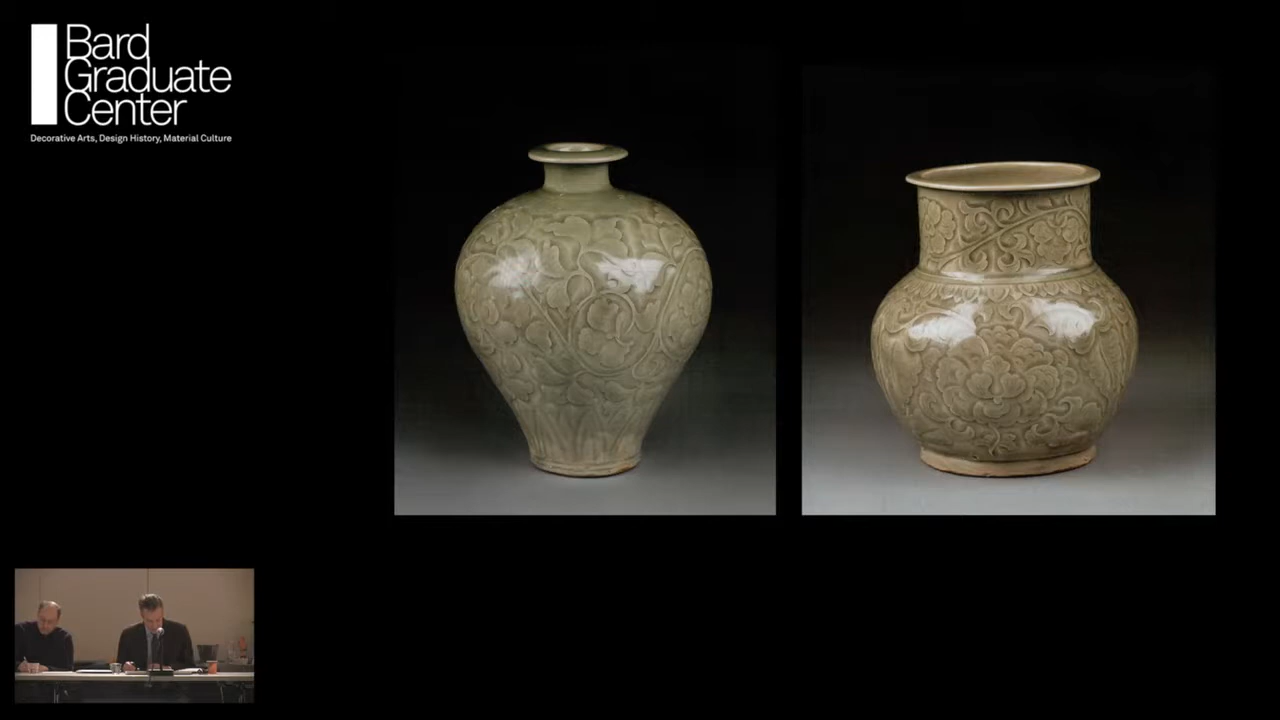 Bard
Graduate
Center
Decorative Arts, Design History, Material Culture